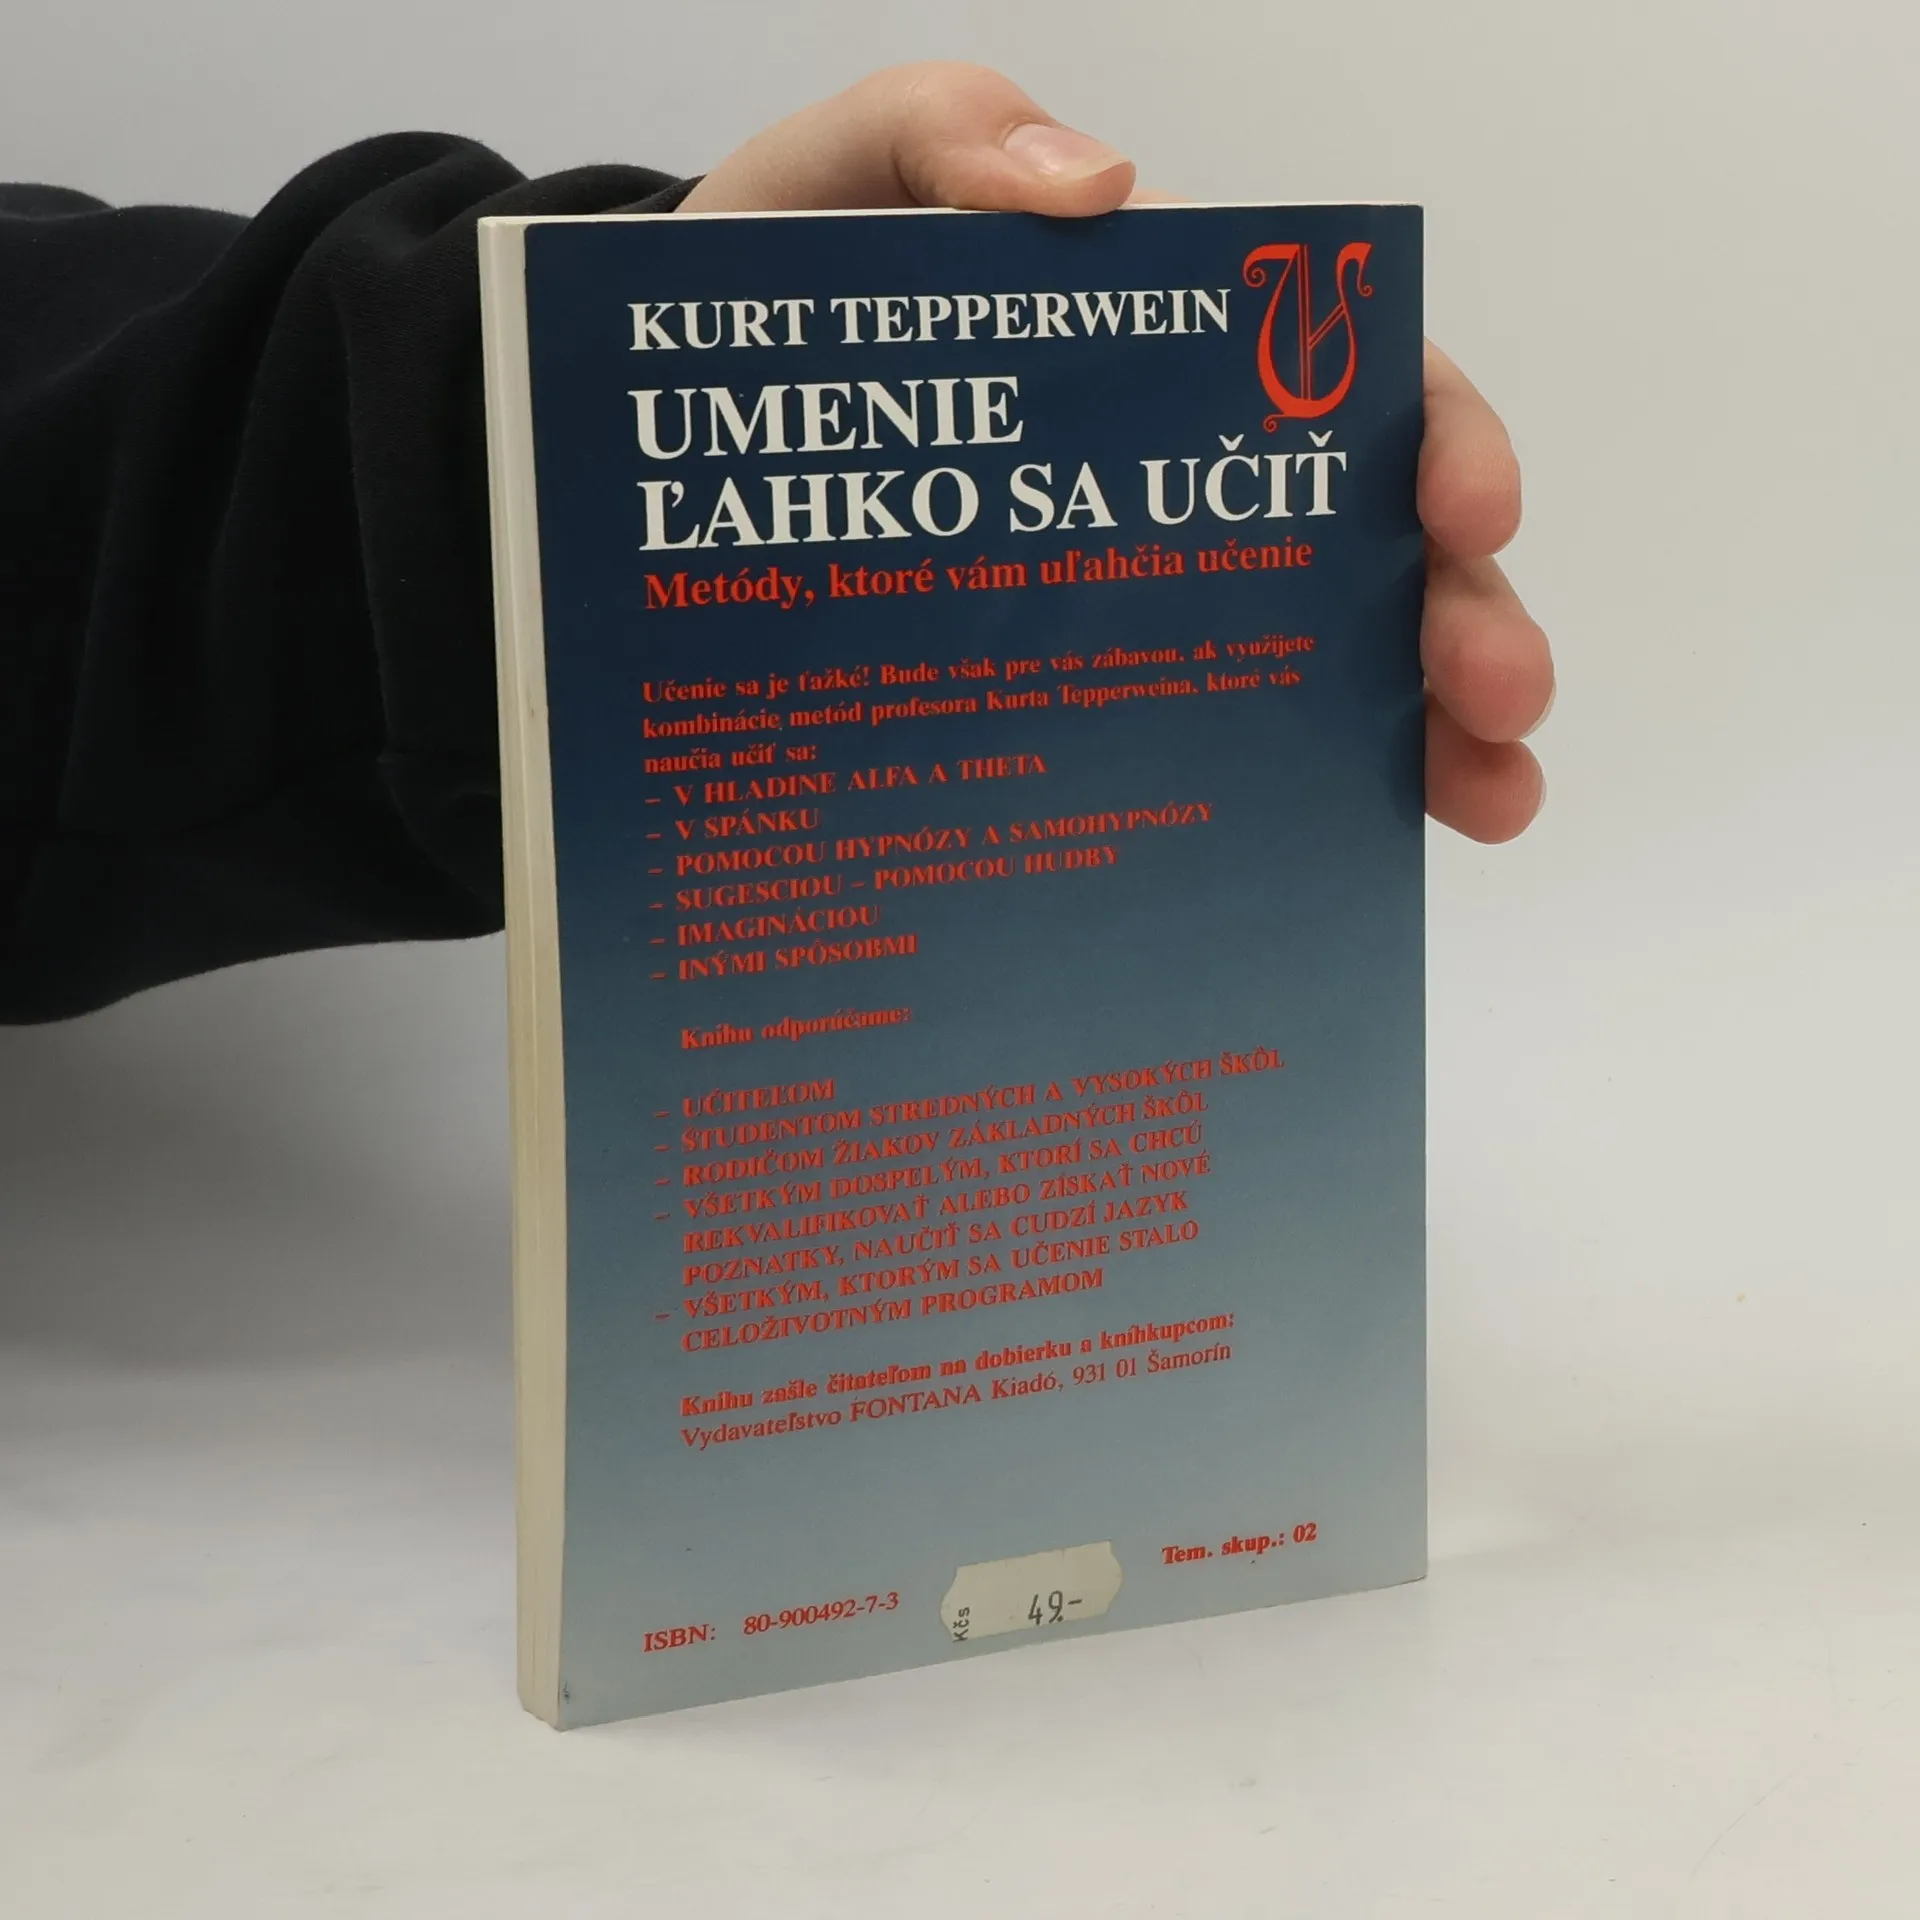 KURT TEPPERWEIN
UMENIE
ĽAHKO SA UČIŤ
Metódy, ktoré vám uľahčia učenie
Učenie sa je ťažké! Bude však pre vás zábavou, ak využijete
kombinácie metód profesora Kurta Tepperweina, ktoré vás
naučia učiť sa:
– V HLADINE ALFA A THETA
– V SPÁNKU
– POMOCOU HYPNÓZY A SAMOHYPNÓZY
– SUGESCIOU – POMOCOU HUDBY
– IMAGINÁCIOU
– INÝMI SPÔSOBMI
Knihu odporúčame:
– UČITEĽOM
– ŠTUDENTOM STREDNÝCH A VYSOKÝCH ŠKÔL
– RODIČOM ŽIAKOV ZÁKLADNÝCH ŠKÔL
– VŠETKÝM DOSPELÝM, KTORÍ SA CHCÚ
REKVALIFIKOVAŤ ALEBO ZÍSKAŤ NOVÉ
POZNATKY, NAUČIŤ SA CUDZÍ JAZYK
– VŠETKÝM, KTORÝM SA UČENIE STALO
CELOŽIVOTNÝM PROGRAMOM
Knihu zašle čitateľom na dobierku a kníhkupcom:
Vydavateľstvo FONTANA Kiadó, 931 01 Šamorín
Tem. skup.: 02
ISBN: 80-900492-7-3
Kčs 49.-